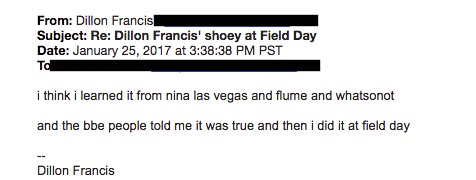 From: Dillon Francis
Subject: Re: Dillon Francis' shoey at Field Day
Date: January 25, 2017 at 3:38:38 PM PST
To
i think i learned it from nina las vegas and flume and whatsonot
and the bbe people told me it was true and then i did it at field day
--
Dillon Francis